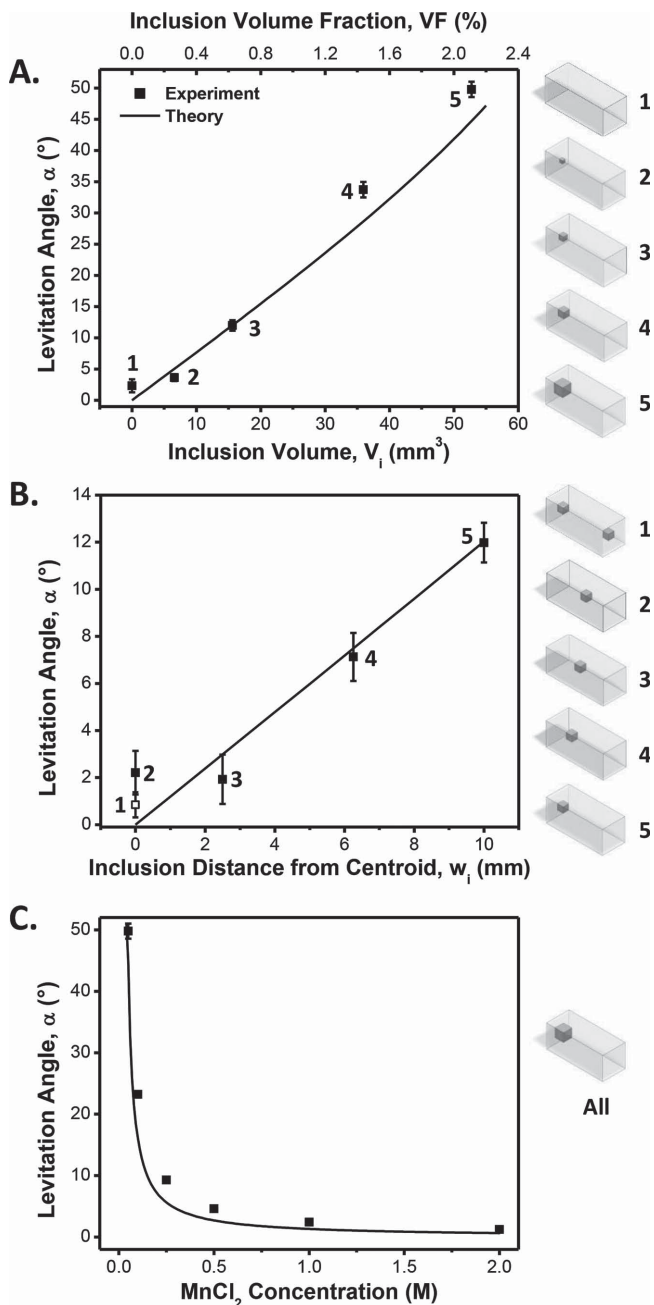 Inclusion Volume Fraction, VF (%)
0.0 0.4 0.8 1.2 1.6 2.0 2.4
A.
Levitation Angle, α (°)
50
45
40
35
30
25
20
15
10
5
0
Experiment
Theory
1
2
3
4
5
0 10 20 30 40 50 60
Inclusion Volume, Vi (mm³)
1
2
3
4
5
B.
Levitation Angle, α (°)
14
12
10
8
6
4
2
0
1
2
3
4
5
0 2 4 6 8 10
Inclusion Distance from Centroid, wi (mm)
1
2
3
4
5
C.
Levitation Angle, α (°)
50
40
30
20
10
0
0.0 0.5 1.0 1.5 2.0
MnCl₂ Concentration (M)
All